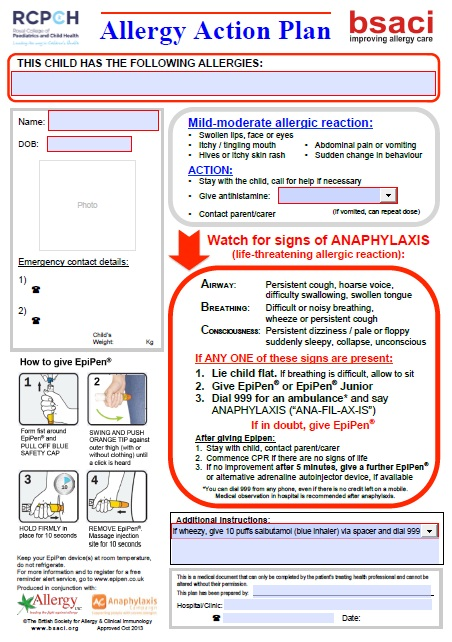 RCPCH
Royal College of
Paediatrics and Child Health
Leading the way in Children's Health
Allergy Action Plan
bsaci
improving allergy care
THIS CHILD HAS THE FOLLOWING ALLERGIES:
Name:
DOB:
Photo
Emergency contact details:
1)
☎
2)
☎
Child's
Weight: Kg
Mild-moderate allergic reaction:
• Swollen lips, face or eyes
• Itchy / tingling mouth
• Hives or itchy skin rash
• Abdominal pain or vomiting
• Sudden change in behaviour
ACTION:
• Stay with the child, call for help if necessary
• Give antihistamine:
• Contact parent/carer
(if vomited, can repeat dose)
Watch for signs of ANAPHYLAXIS
(life-threatening allergic reaction):
AIRWAY: Persistent cough, hoarse voice,
difficulty swallowing, swollen tongue
BREATHING: Difficult or noisy breathing,
wheeze or persistent cough
CONSCIOUSNESS: Persistent dizziness / pale or floppy
suddenly sleepy, collapse, unconscious
If ANY ONE of these signs are present:
1. Lie child flat. If breathing is difficult, allow to sit
2. Give EpiPen® or EpiPen® Junior
3. Dial 999 for an ambulance* and say
ANAPHYLAXIS ("ANA-FIL-AX-IS")
If in doubt, give EpiPen®
After giving Epipen:
1. Stay with child, contact parent/carer
2. Commence CPR if there are no signs of life
3. If no improvement after 5 minutes, give a further EpiPen®
or alternative adrenaline autoinjector device, if available
*You can dial 999 from any phone, even if there is no credit left on a mobile.
Medical observation in hospital is recommended after anaphylaxis.
How to give EpiPen®
1
Form fist around
EpiPen® and
PULL OFF BLUE
SAFETY CAP
2
SWING AND PUSH
ORANGE TIP against
outer thigh (with or
without clothing) until
a click is heard
3
10
HOLD FIRMLY in
place for 10 seconds
4
REMOVE EpiPen®.
Massage injection
site for 10 seconds
Keep your EpiPen device(s) at room temperature,
do not refrigerate.
For more information and to register for a free
reminder alert service, go to www.epipen.co.uk
Produced in conjunction with:
Allergy UK
Anaphylaxis
Campaign
©The British Society for Allergy & Clinical Immunology
www.bsaci.org Approved Oct 2013
Additional instructions:
If wheezy, give 10 puffs salbutamol (blue inhaler) via spacer and dial 999
This is a medical document that can only be completed by the patient's treating health professional and cannot be
altered without their permission.
This plan has been prepared by:
Hospital/Clinic:
☎ Date: